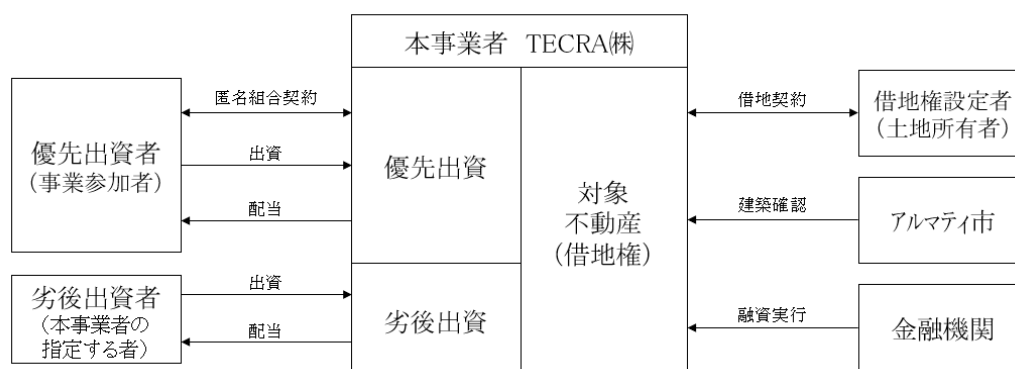 本事業者 TECRA㈱
優先出資者
(事業参加者)
匿名組合契約
出資
配当
優先出資
劣後出資者
(本事業者の
指定する者)
出資
配当
劣後出資
対象
不動産
(借地権)
借地契約
借地権設定者
(土地所有者)
建築確認
アルマティ市
融資実行
金融機関